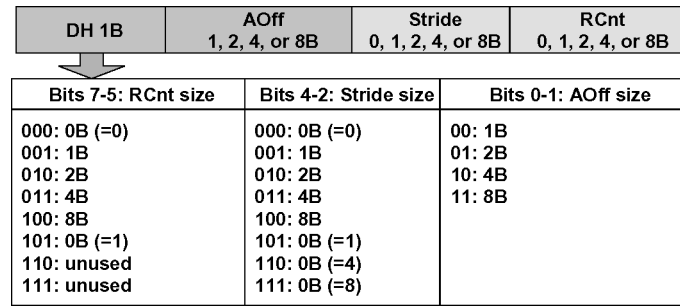 DH 1B
AOff
1, 2, 4, or 8B
Stride
0, 1, 2, 4, or 8B
RCnt
0, 1, 2, 4, or 8B
Bits 7-5: RCnt size
000: 0B (=0)
001: 1B
010: 2B
011: 4B
100: 8B
101: 0B (=1)
110: unused
111: unused
Bits 4-2: Stride size
000: 0B (=0)
001: 1B
010: 2B
011: 4B
100: 8B
101: 0B (=1)
110: 0B (=4)
111: 0B (=8)
Bits 0-1: AOff size
00: 1B
01: 2B
10: 4B
11: 8B